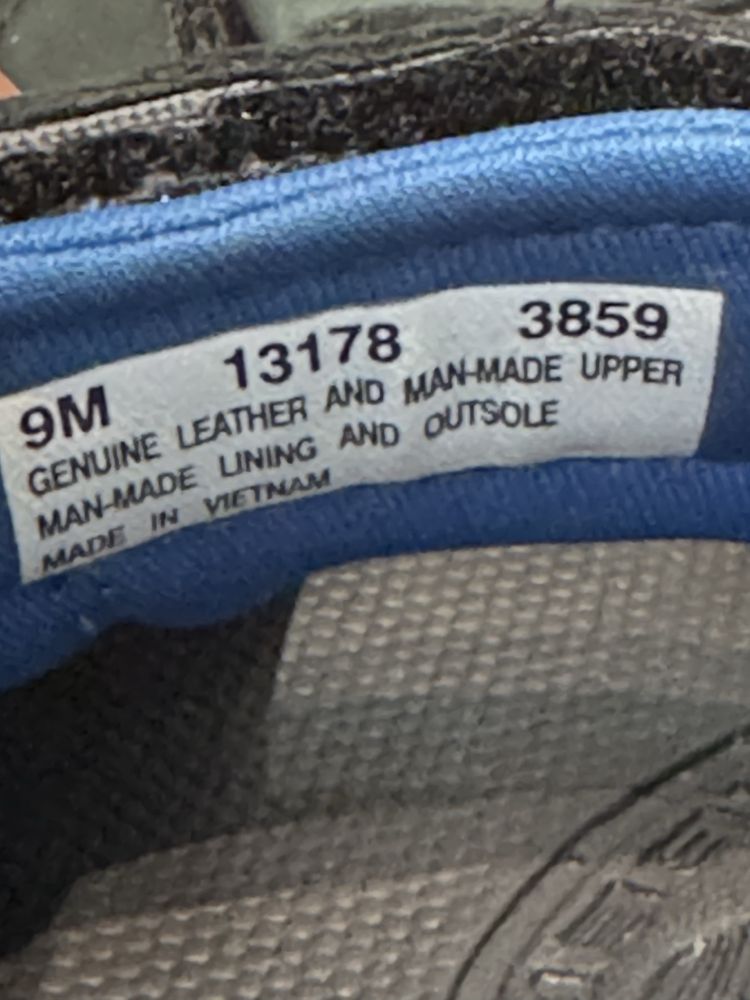 9M 13178 3859
GENUINE LEATHER AND MAN-MADE UPPER
MAN-MADE LINING AND OUTSOLE
MADE IN VIETNAM